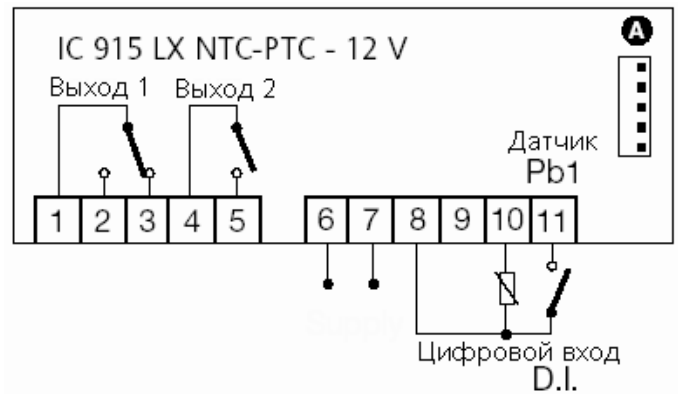 IC 915 LX NTC-PTC - 12 V
A
Выход 1 Выход 2
Датчик
Pb1
1 2 3 4 5 6 7 8 9 10 11
Цифровой вход
D.I.